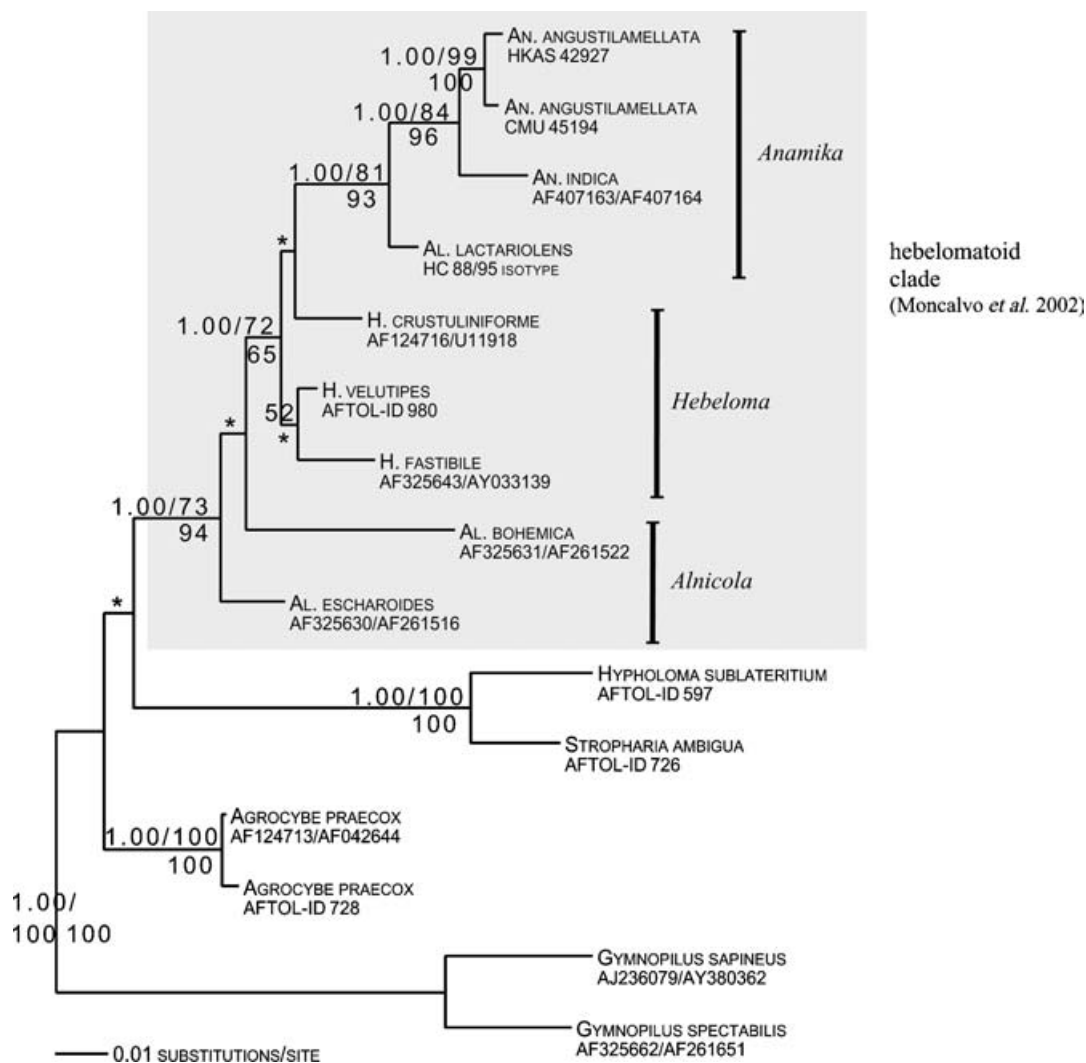 AN. ANGUSTILAMELLATA
HKAS 42927
1.00/99
100
AN. ANGUSTILAMELLATA
CMU 45194
1.00/84
96
Anamika
AN. INDICA
AF407163/AF407164
1.00/81
93
*
AL. LACTARIOLENS
HC 88/95 ISOTYPE
hebelomatoid
clade
(Moncalvo et al. 2002)
H. CRUSTULINIFORME
AF124716/U11918
1.00/72
65
H. VELUTIPES
AFTOL-ID 980
Hebeloma
52
*
*
H. FASTIBILE
AF325643/AY033139
1.00/73
94
AL. BOHEMICA
AF325631/AF261522
Alnicola
*
AL. ESCHAROIDES
AF325630/AF261516
HYPHOLOMA SUBLATERITIUM
AFTOL-ID 597
1.00/100
100
STROPHARIA AMBIGUA
AFTOL-ID 726
AGROCYBE PRAECOX
AF124713/AF042644
1.00/100
100
AGROCYBE PRAECOX
AFTOL-ID 728
1.00/
100 100
GYMNOPILUS SAPINEUS
AJ236079/AY380362
GYMNOPILUS SPECTABILIS
AF325662/AF261651
0.01 SUBSTITUTIONS/SITE